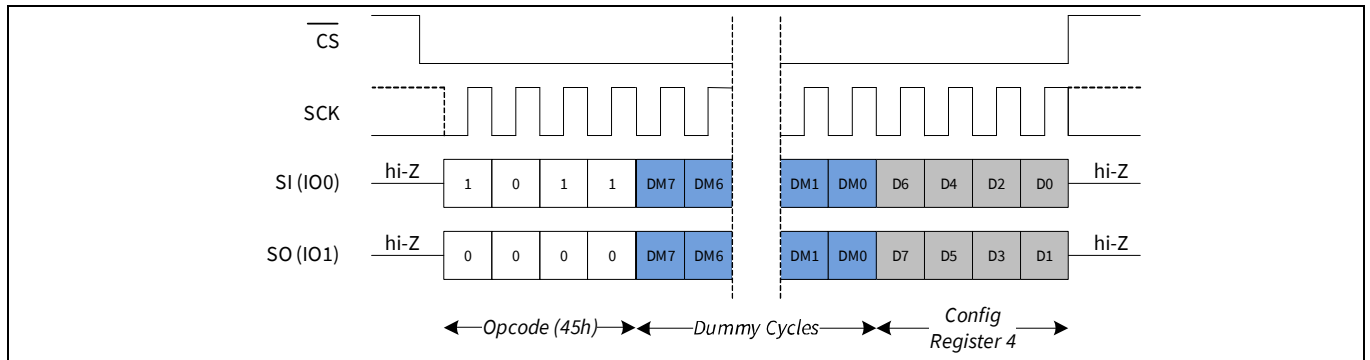 CS
SCK
hi-Z 1 0 1 1 DM7 DM6 DM1 DM0 D6 D4 D2 D0 hi-Z
SI (IO0)
hi-Z 0 0 0 0 DM7 DM6 DM1 DM0 D7 D5 D3 D1 hi-Z
SO (IO1)
Opcode (45h) Dummy Cycles Config
Register 4